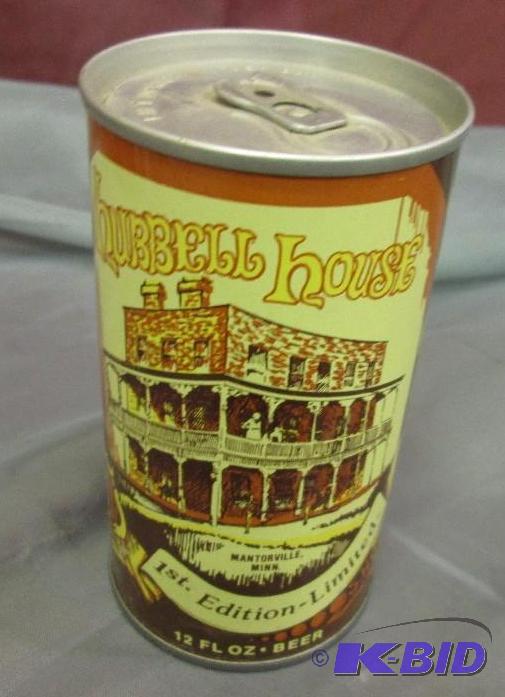 Hubbell House
MANTORVILLE,
MINN.
1st. Edition-Limited
12 FL OZ • BEER
© K-BID